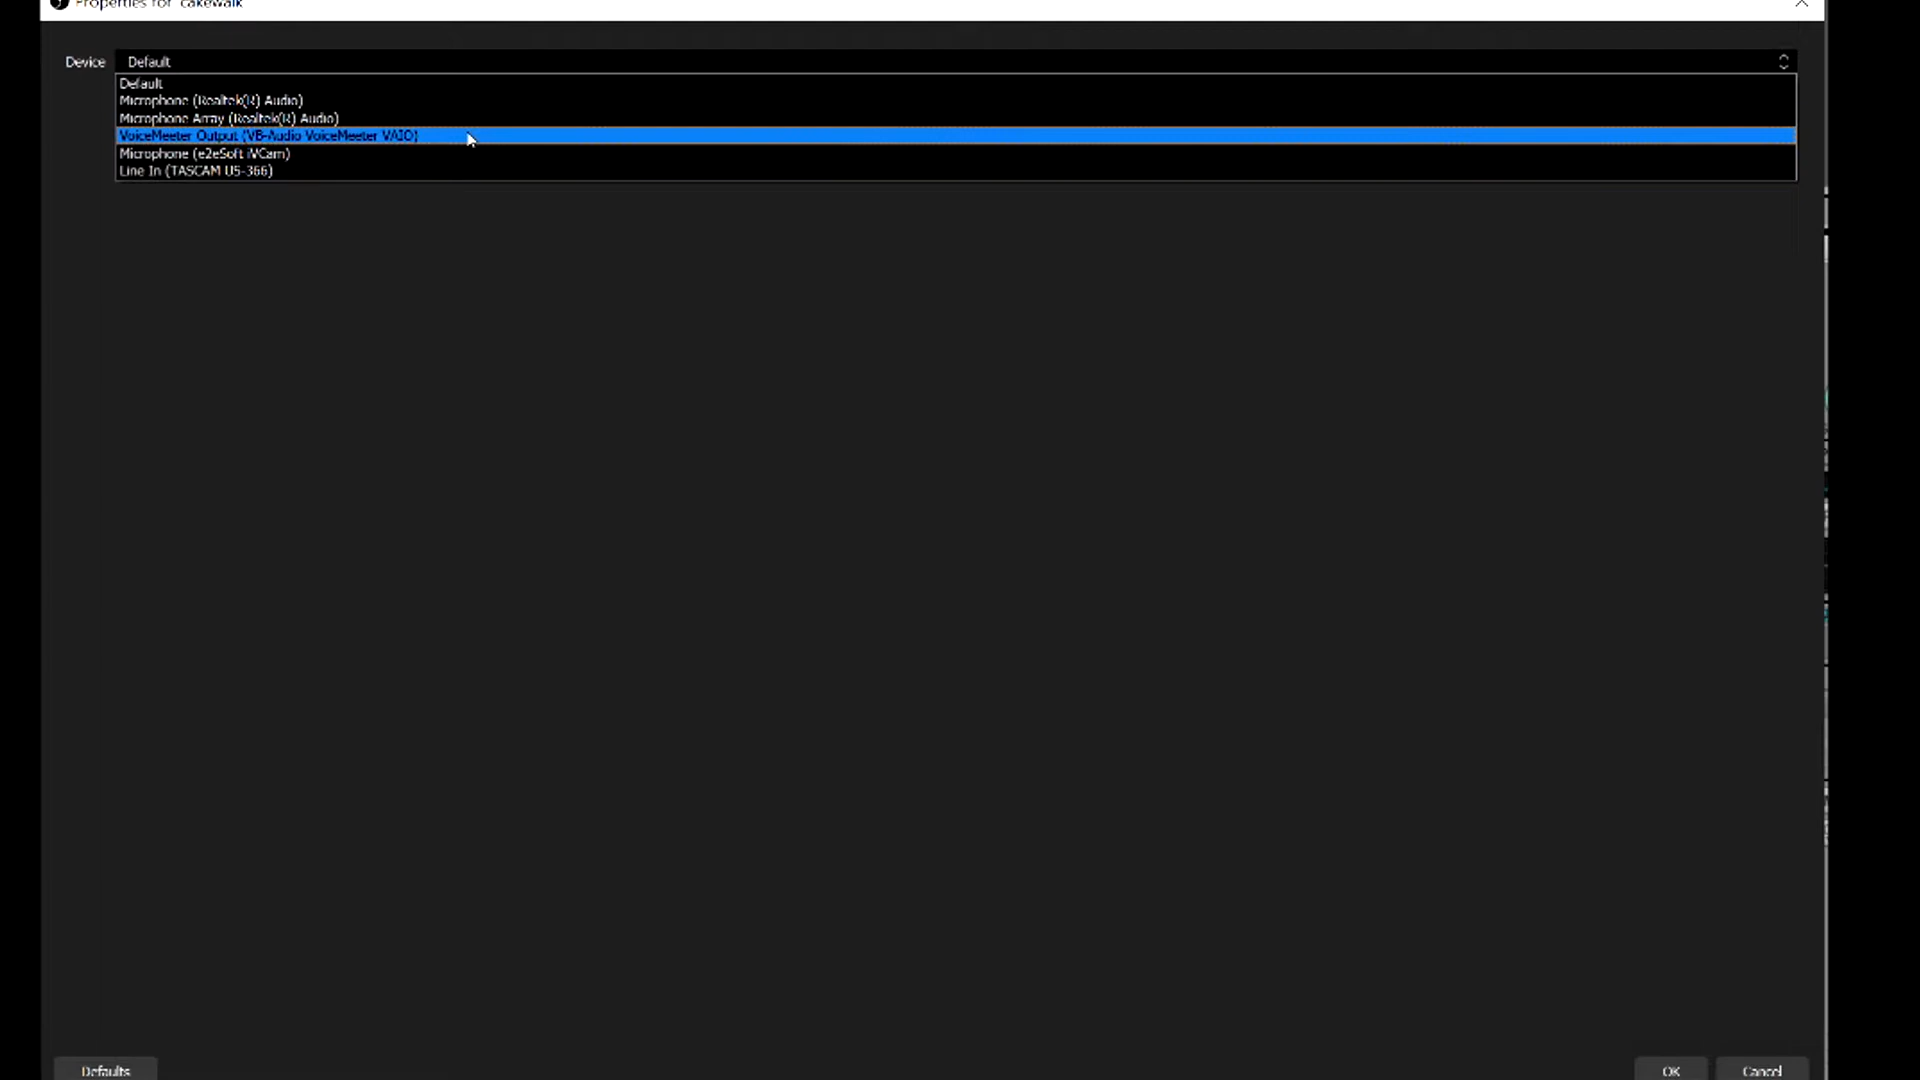 Properties for 'cakewalk'
Device Default
Default
Microphone (Realtek(R) Audio)
Microphone Array (Realtek(R) Audio)
VoiceMeeter Output (VB-Audio VoiceMeeter VAIO)
Microphone (e2eSoft iVCam)
Line In (TASCAM US-366)
Defaults
OK
Cancel